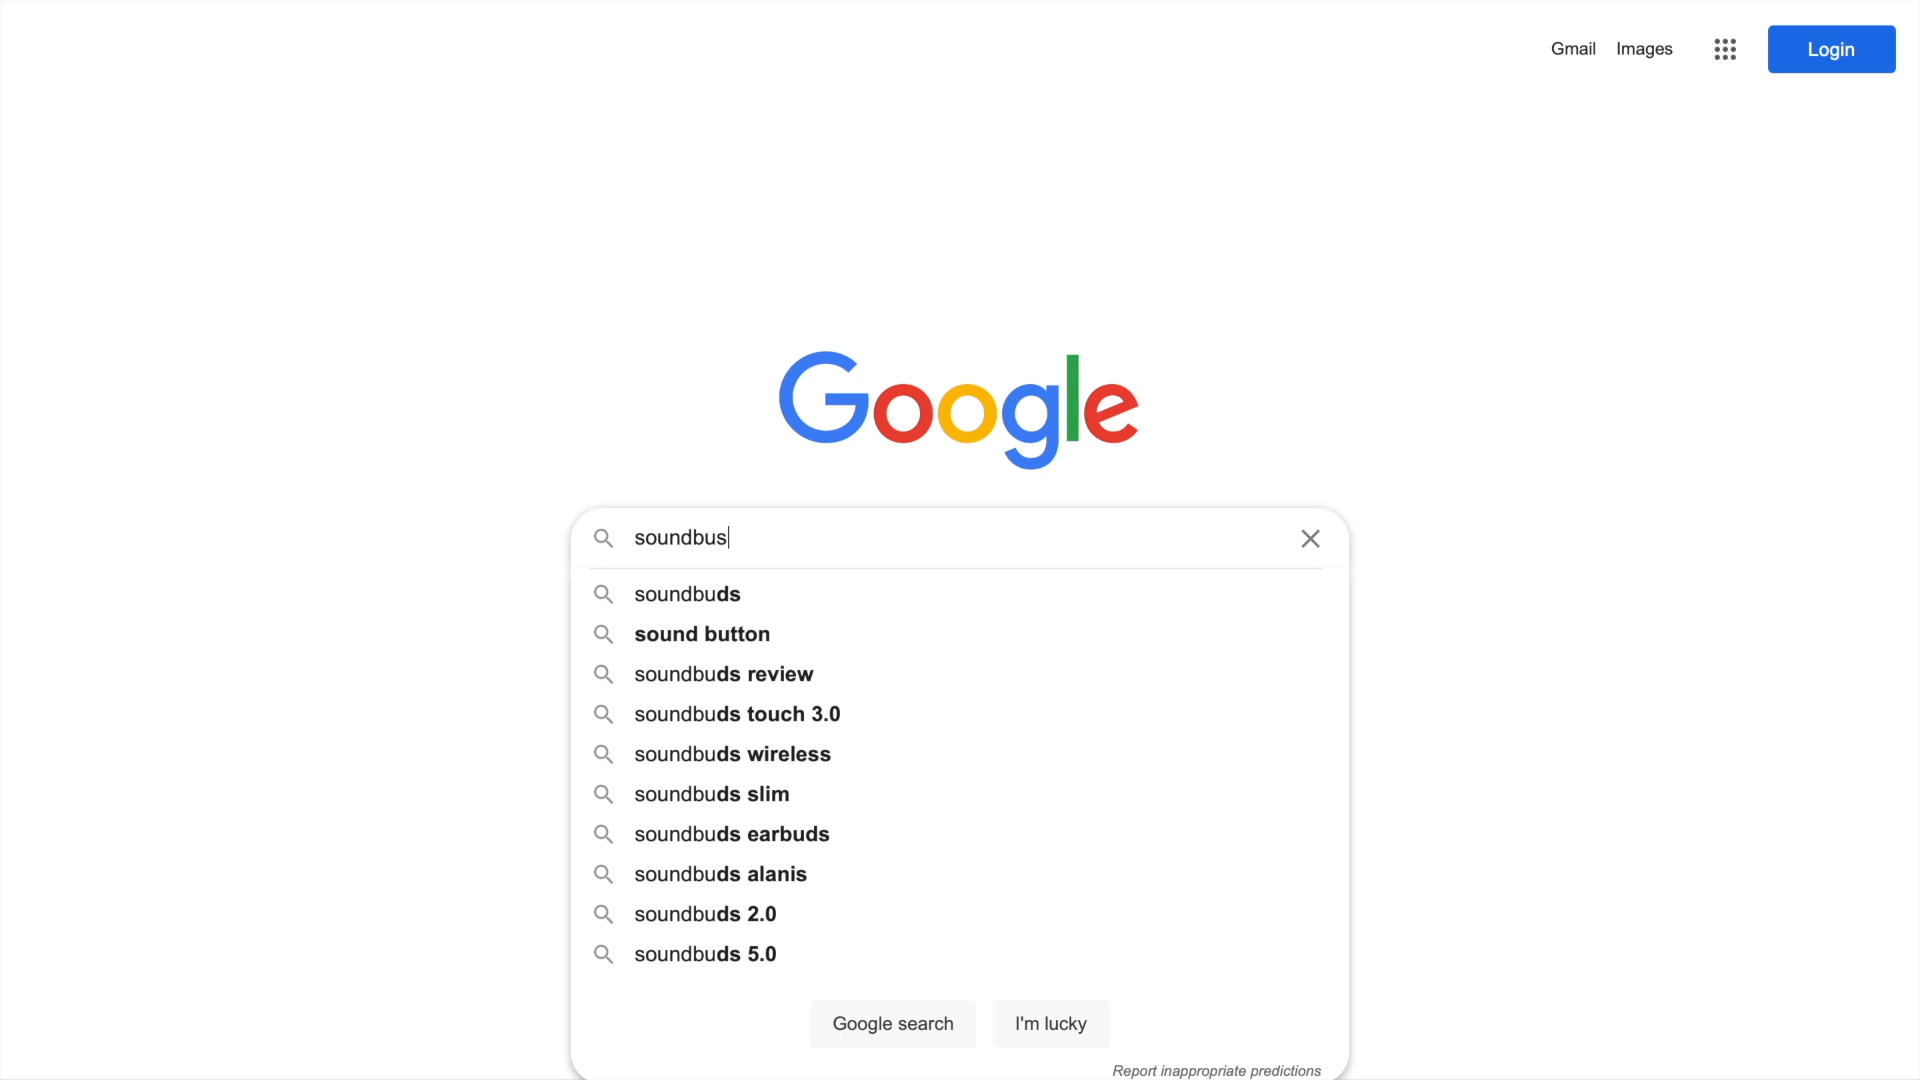 Gmail Images Login
Google
soundbus
soundbuds
sound button
soundbuds review
soundbuds touch 3.0
soundbuds wireless
soundbuds slim
soundbuds earbuds
soundbuds alanis
soundbuds 2.0
soundbuds 5.0
Google search I'm lucky
Report inappropriate predictions